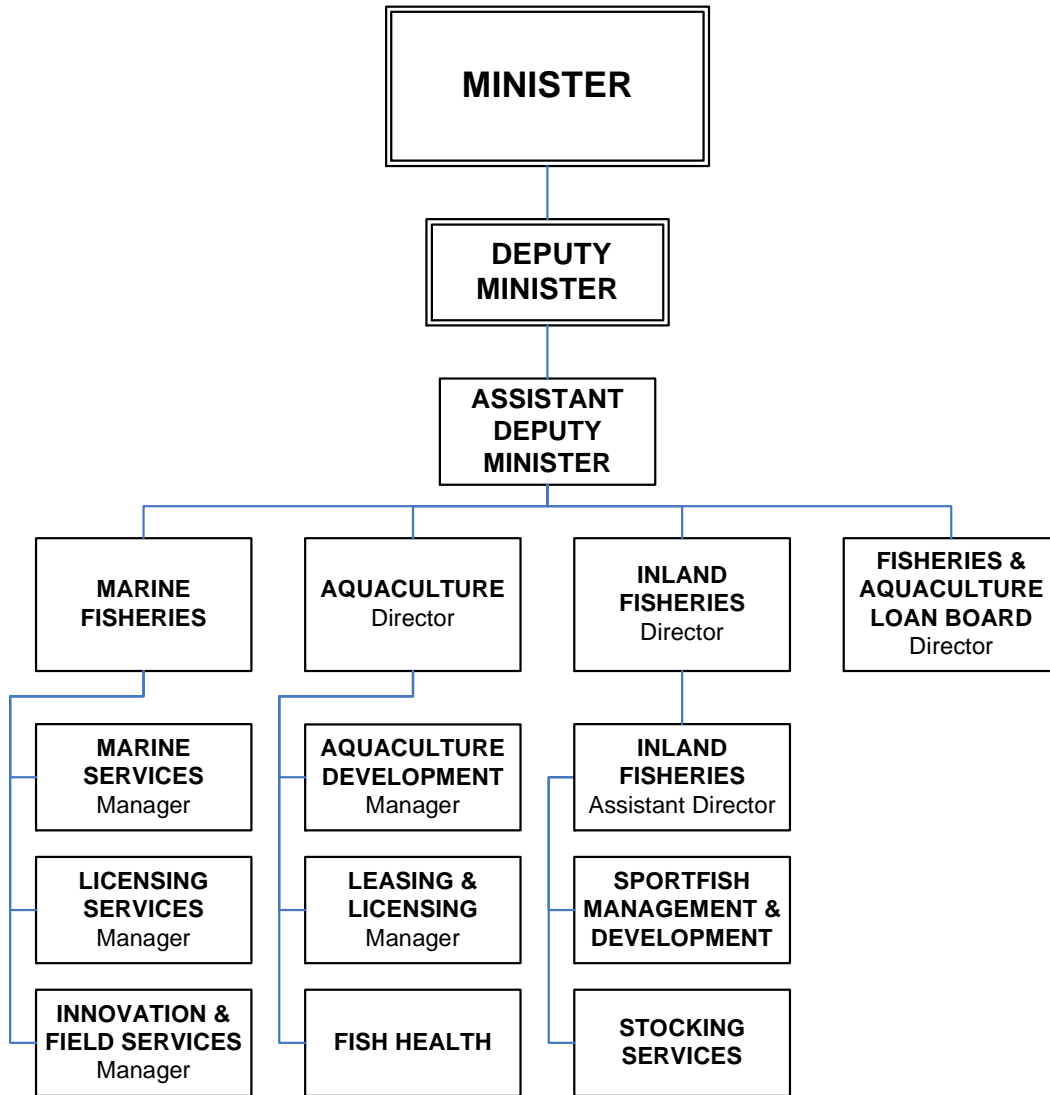 MINISTER
DEPUTY
MINISTER
ASSISTANT
DEPUTY
MINISTER
MARINE
FISHERIES
AQUACULTURE
Director
INLAND
FISHERIES
Director
FISHERIES &
AQUACULTURE
LOAN BOARD
Director
MARINE
SERVICES
Manager
AQUACULTURE
DEVELOPMENT
Manager
INLAND
FISHERIES
Assistant Director
LICENSING
SERVICES
Manager
LEASING &
LICENSING
Manager
SPORTFISH
MANAGEMENT &
DEVELOPMENT
INNOVATION &
FIELD SERVICES
Manager
FISH HEALTH
STOCKING
SERVICES